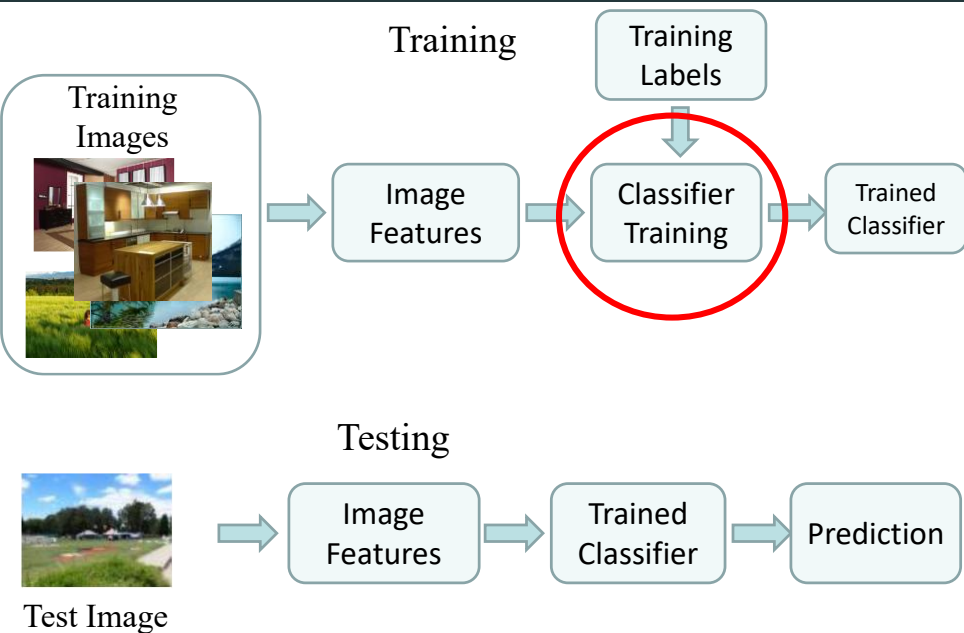 Training
Training
Labels
Training
Images
Image
Features
Classifier
Training
Trained
Classifier
Testing
Image
Features
Trained
Classifier
Prediction
Test Image